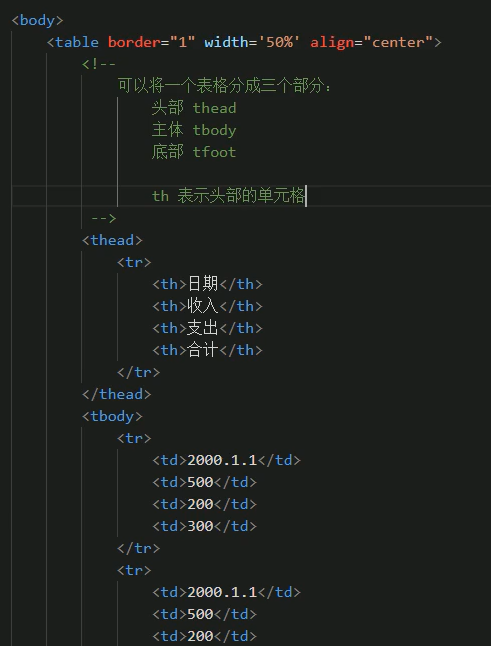 <body>
<table border="1" width='50%' align="center">
<!--
可以将一个表格分成三个部分:
头部 thead
主体 tbody
底部 tfoot
th 表示头部的单元格
-->
<thead>
<tr>
<th>日期</th>
<th>收入</th>
<th>支出</th>
<th>合计</th>
</tr>
</thead>
<tbody>
<tr>
<td>2000.1.1</td>
<td>500</td>
<td>200</td>
<td>300</td>
</tr>
<tr>
<td>2000.1.1</td>
<td>500</td>
<td>200</td>